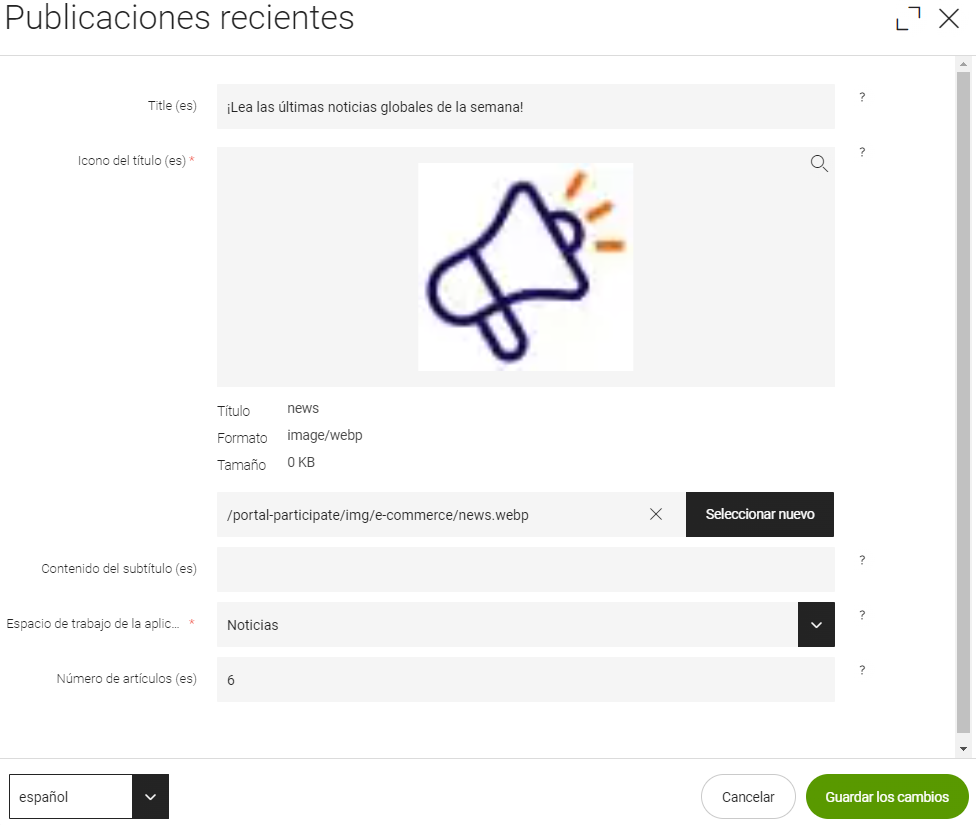 Publicaciones recientes
Title (es)
¡Lea las últimas noticias globales de la semana!
?
Icono del título (es) *
?
Título news
Formato image/webp
Tamaño 0 KB
/portal-participate/img/e-commerce/news.webp
Seleccionar nuevo
Contenido del subtítulo (es)
?
Espacio de trabajo de la aplic... *
Noticias
?
Número de artículos (es)
6
?
español
Cancelar
Guardar los cambios